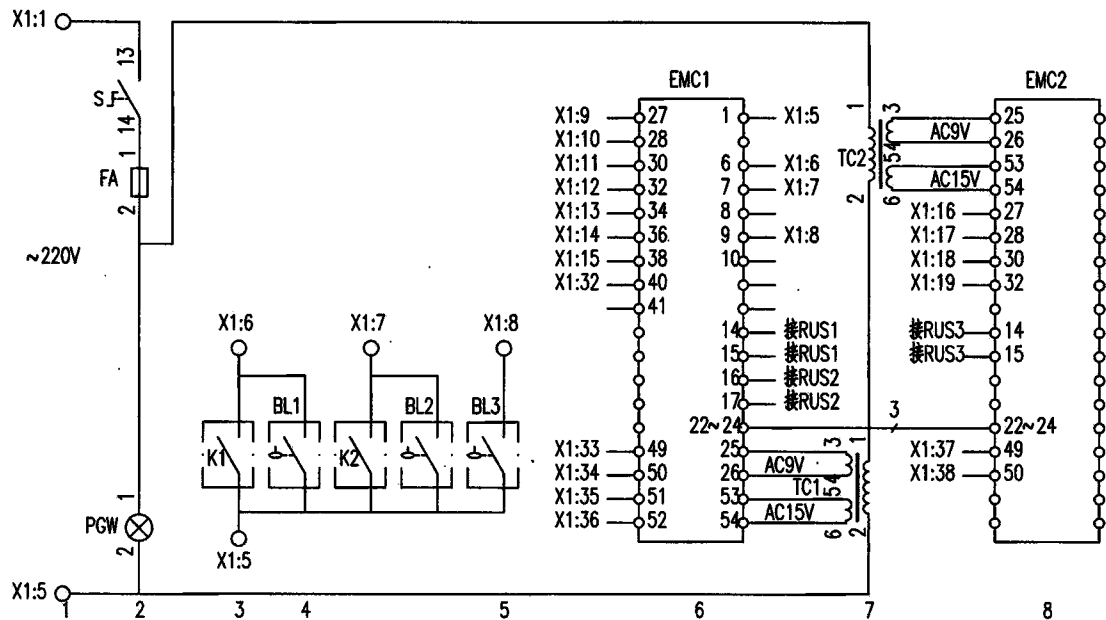 X1:1
13
S
14
1
FA
2
~220V
1
PGW
2
X1:5
X1:6
X1:7
X1:8
BL1
BL2
BL3
K1
K2
X1:5
EMC1
X1:9 27
X1:10 28
X1:11 30
X1:12 32
X1:13 34
X1:14 36
X1:15 38
X1:32 40
41
X1:33 49
X1:34 50
X1:35 51
X1:36 52
1 X1:5
6 X1:6
7 X1:7
8
9 X1:8
10
14 接RUS1
15 接RUS1
16 接RUS2
17 接RUS2
22~24
25
26
53
54
AC9V
AC15V
3
5 4
6
TC1
1
2
3
1
TC2
2
3
5 4
6
AC9V
AC15V
EMC2
25
26
53
54
X1:16 27
X1:17 28
X1:18 30
X1:19 32
接RUS3 14
接RUS3 15
22~24
X1:37 49
X1:38 50
1 2 3 4 5 6 7 8